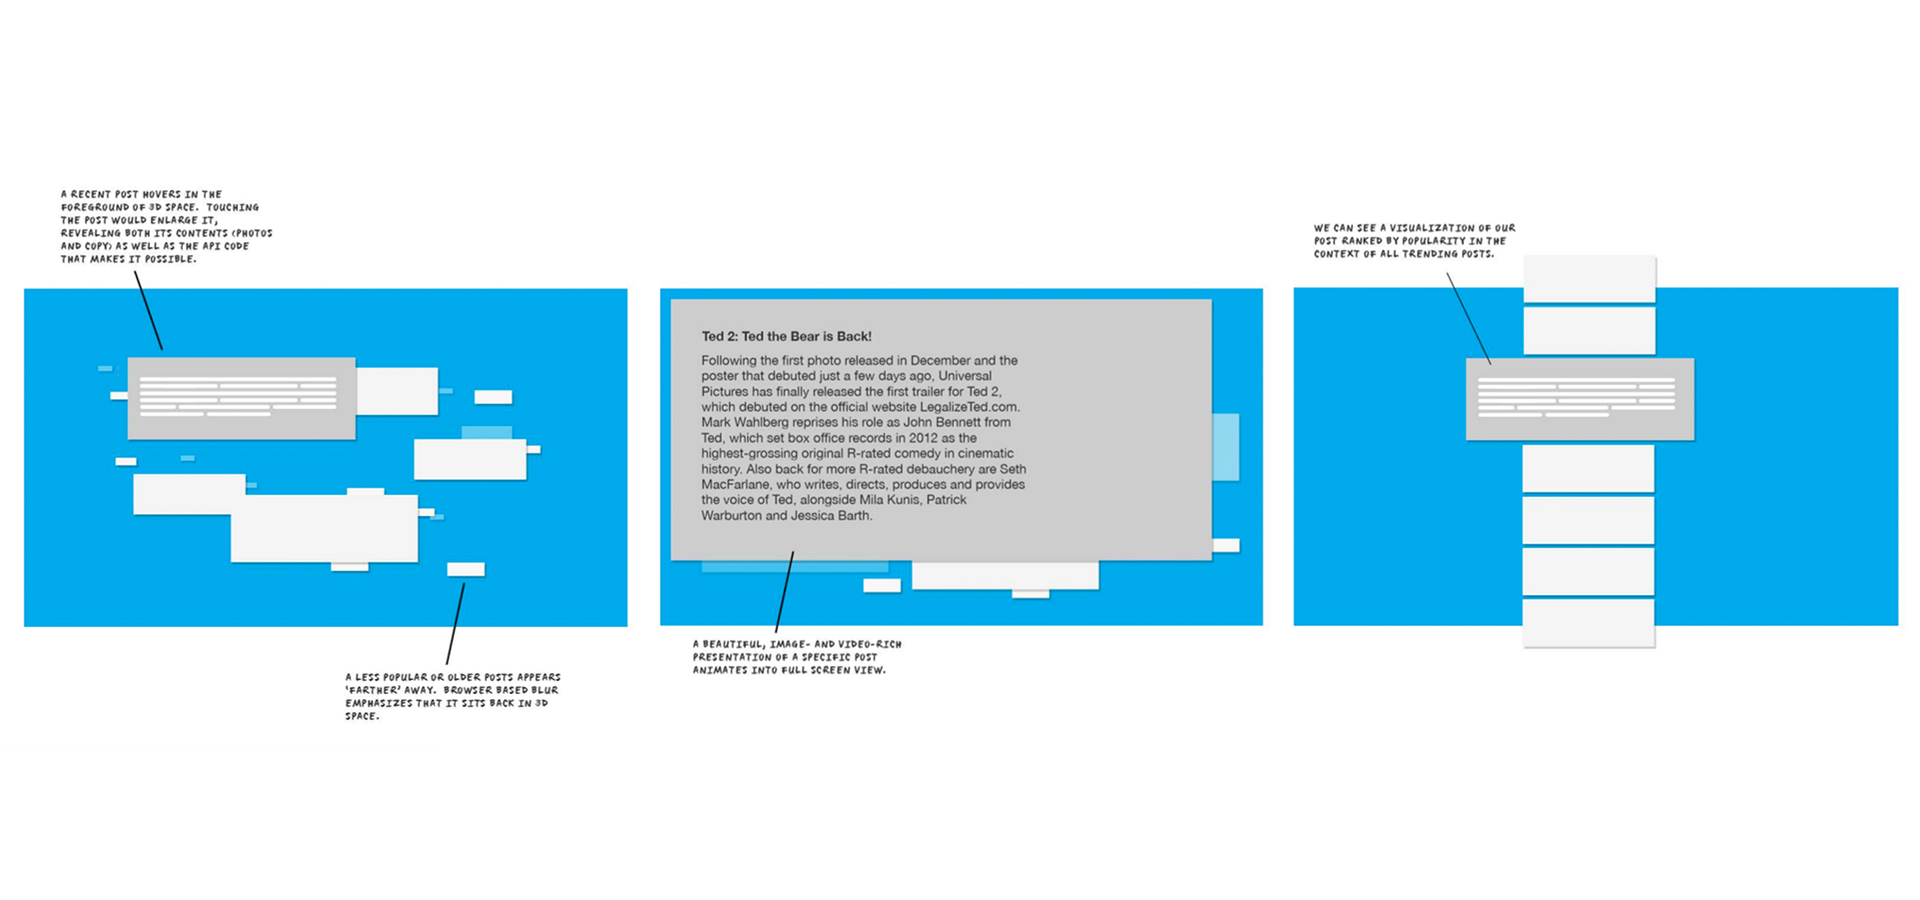 A RECENT POST HOVERS IN THE
FOREGROUND OF 3D SPACE. TOUCHING
THE POST WOULD ENLARGE IT,
REVEALING BOTH ITS CONTENTS (PHOTOS
AND COPY) AS WELL AS THE API CODE
THAT MAKES IT POSSIBLE.
A LESS POPULAR OR OLDER POSTS APPEARS
'FARTHER' AWAY. BROWSER BASED BLUR
EMPHASIZES THAT IT SITS BACK IN 3D
SPACE.
Ted 2: Ted the Bear is Back!
Following the first photo released in December and the
poster that debuted just a few days ago, Universal
Pictures has finally released the first trailer for Ted 2,
which debuted on the official website LegalizeTed.com.
Mark Wahlberg reprises his role as John Bennett from
Ted, which set box office records in 2012 as the
highest-grossing original R-rated comedy in cinematic
history. Also back for more R-rated debauchery are Seth
MacFarlane, who writes, directs, produces and provides
the voice of Ted, alongside Mila Kunis, Patrick
Warburton and Jessica Barth.
A BEAUTIFUL, IMAGE- AND VIDEO-RICH
PRESENTATION OF A SPECIFIC POST
ANIMATES INTO FULL SCREEN VIEW.
WE CAN SEE A VISUALIZATION OF OUR
POST RANKED BY POPULARITY IN THE
CONTEXT OF ALL TRENDING POSTS.